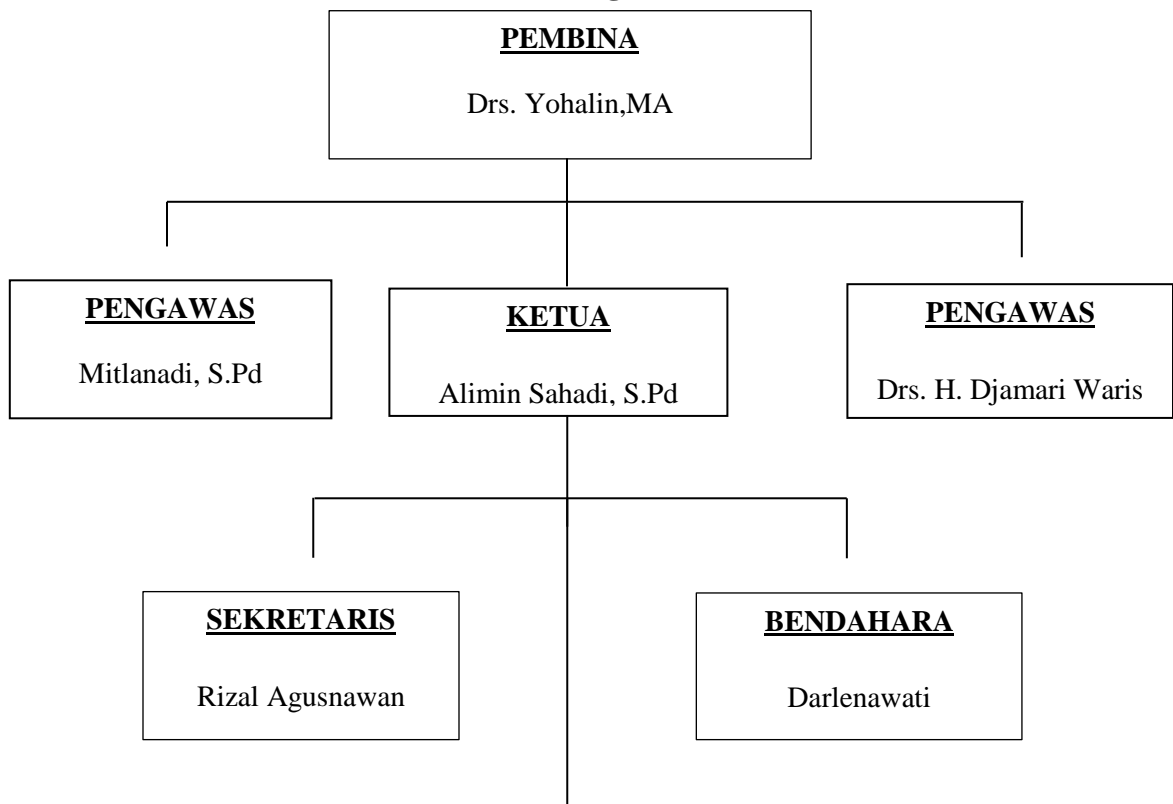 PEMBINA
Drs. Yohalin,MA
PENGAWAS
Mitlanadi, S.Pd
KETUA
Alimin Sahadi, S.Pd
PENGAWAS
Drs. H. Djamari Waris
SEKRETARIS
Rizal Agusnawan
BENDAHARA
Darlenawati